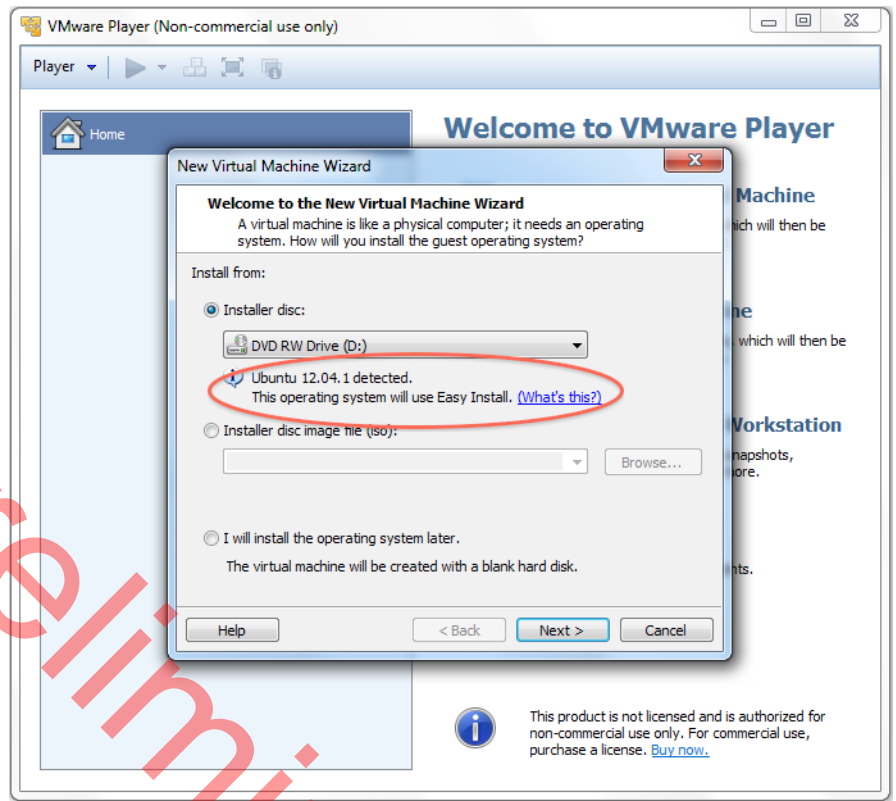 VMware Player (Non-commercial use only)
Player
Home
Welcome to VMware Player
New Virtual Machine Wizard
Machine
Welcome to the New Virtual Machine Wizard
A virtual machine is like a physical computer; it needs an operating
system. How will you install the guest operating system?
which will then be
Install from:
Installer disc:
DVD RW Drive (D:)
which will then be
Ubuntu 12.04.1 detected.
This operating system will use Easy Install. (What's this?)
Installer disc image file (iso):
Workstation
Browse...
I will install the operating system later.
The virtual machine will be created with a blank hard disk.
Help
< Back
Next >
Cancel
This product is not licensed and is authorized for
non-commercial use only. For commercial use,
purchase a license. Buy now.